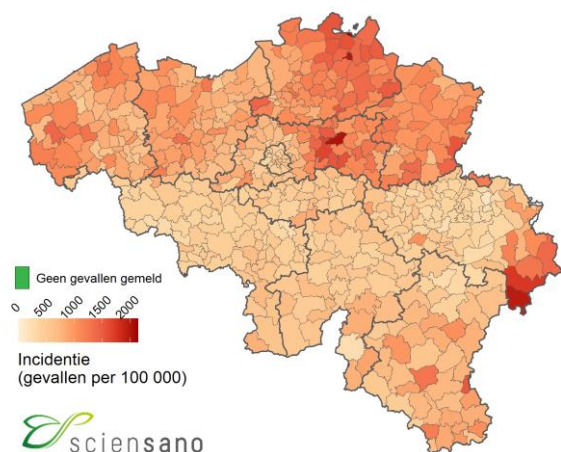 Geen gevallen gemeld
0 500 1000 1500 2000
Incidentie
(gevallen per 100 000)
sciensano